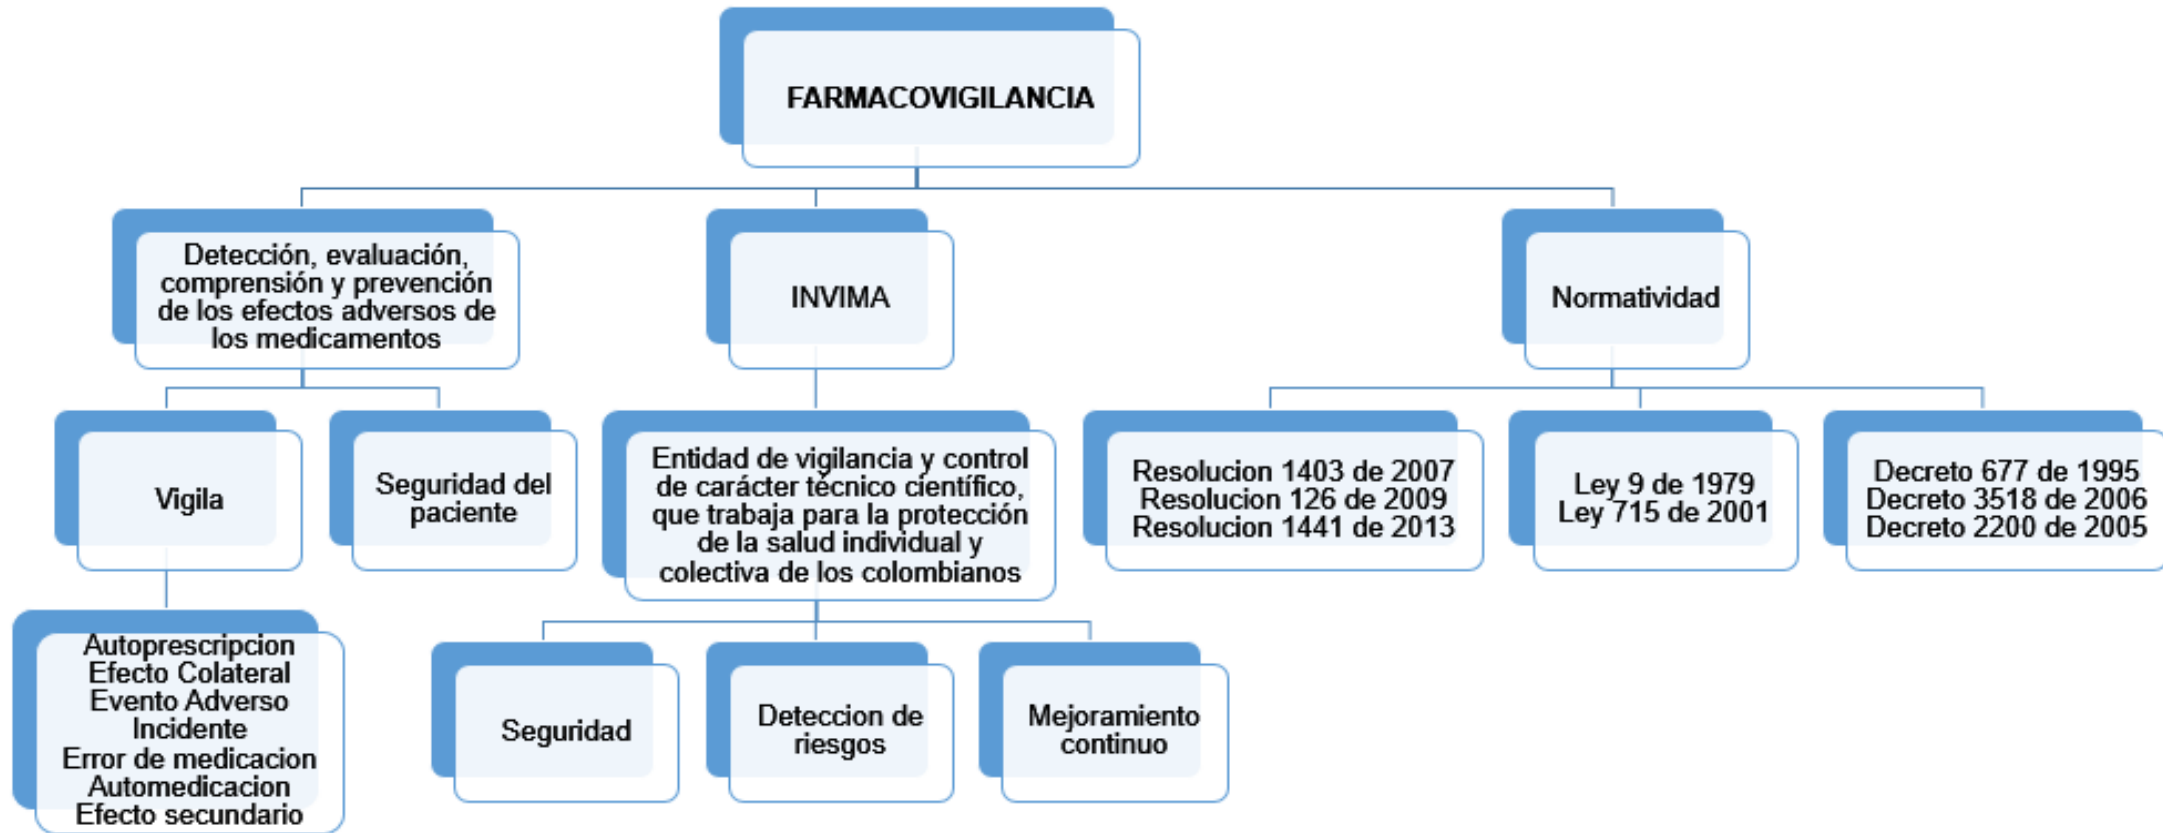 FARMACOVIGILANCIA
Detección, evaluación,
comprensión y prevención
de los efectos adversos de
los medicamentos
INVIMA
Normatividad
Vigila
Seguridad del
paciente
Entidad de vigilancia y control
de carácter técnico científico,
que trabaja para la protección
de la salud individual y
colectiva de los colombianos
Resolucion 1403 de 2007
Resolucion 126 de 2009
Resolucion 1441 de 2013
Ley 9 de 1979
Ley 715 de 2001
Decreto 677 de 1995
Decreto 3518 de 2006
Decreto 2200 de 2005
Autoprescripcion
Efecto Colateral
Evento Adverso
Incidente
Error de medicacion
Automedicacion
Efecto secundario
Seguridad
Deteccion de
riesgos
Mejoramiento
continuo